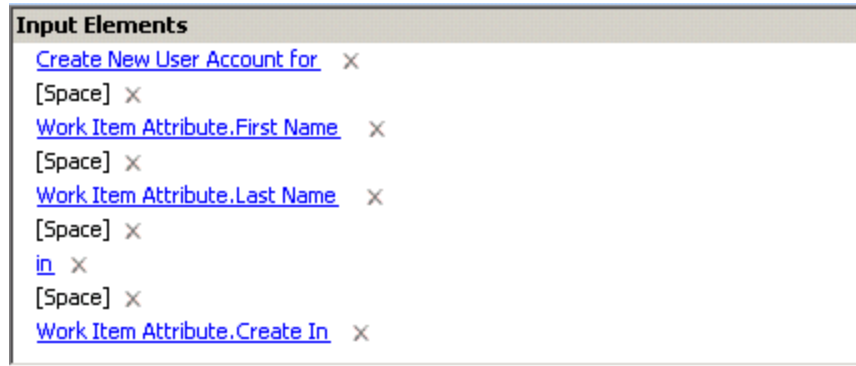 Input Elements
Create New User Account for
[Space]
Work Item Attribute.First Name
[Space]
Work Item Attribute.Last Name
[Space]
in
[Space]
Work Item Attribute.Create In